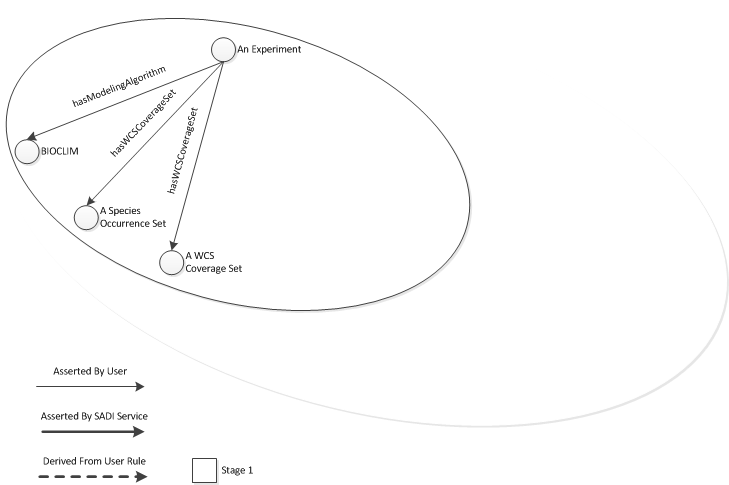 An Experiment
hasModelingAlgorithm
hasWCSCoverageSet
hasWCSCoverageSet
BIOCLIM
A Species
Occurrence Set
A WCS
Coverage Set
Asserted By User
Asserted By SADI Service
Derived From User Rule
Stage 1